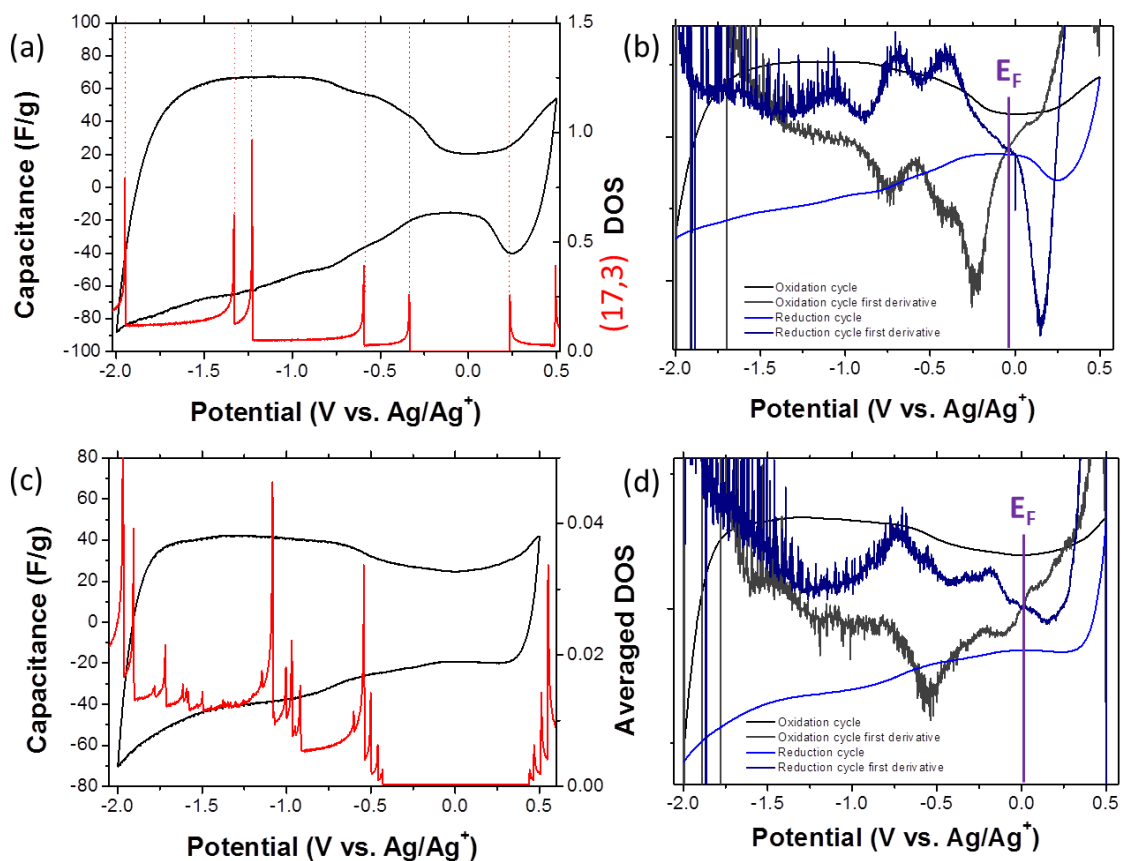 (a)
100
80
60
40
20
0
-20
-40
-60
-80
-100
Capacitance (F/g)
1.5
1.0
0.5
0.0
(17,3) DOS
-2.0 -1.5 -1.0 -0.5 0.0 0.5
Potential (V vs. Ag/Ag+)
(b)
EF
Oxidation cycle
Oxidation cycle first derivative
Reduction cycle
Reduction cycle first derivative
-2.0 -1.5 -1.0 -0.5 0.0 0.5
Potential (V vs. Ag/Ag+)
(c)
80
60
40
20
0
-20
-40
-60
-80
Capacitance (F/g)
0.04
0.02
0.00
Averaged DOS
-2.0 -1.5 -1.0 -0.5 0.0 0.5
Potential (V vs. Ag/Ag+)
(d)
EF
Oxidation cycle
Oxidation cycle first derivative
Reduction cycle
Reduction cycle first derivative
-2.0 -1.5 -1.0 -0.5 0.0 0.5
Potential (V vs. Ag/Ag+)